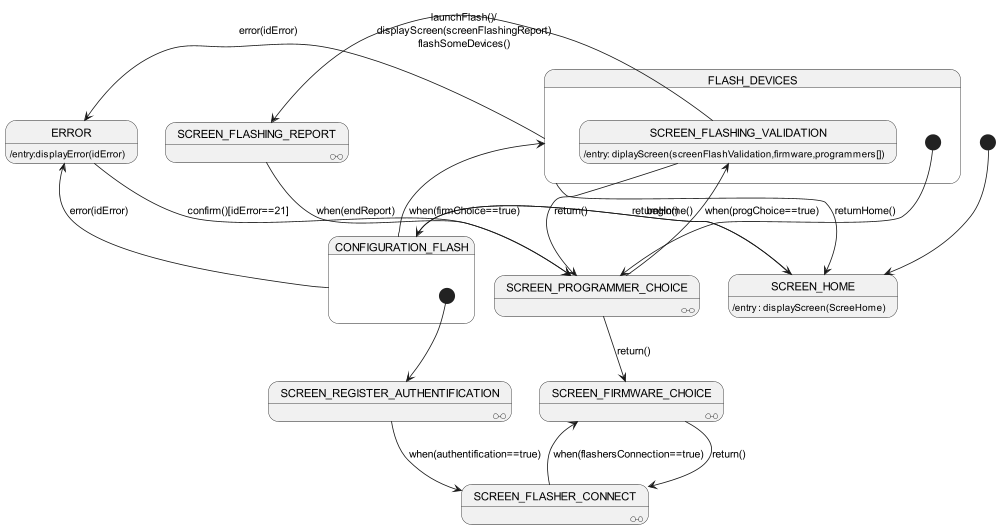 launchFlash()/
displayScreen(screenFlashingReport)
flashSomeDevices()
error(idError)
FLASH_DEVICES
ERROR
/entry:displayError(idError)
SCREEN_FLASHING_REPORT
SCREEN_FLASHING_VALIDATION
/entry: diplayScreen(screenFlashValidation,firmware,programmers[])
error(idError)
confirm()[idError==21]
when(endReport)
when(firmChoice==true)
return()
returnHome()
begin()
when(progChoice==true)
returnHome()
CONFIGURATION_FLASH
SCREEN_PROGRAMMER_CHOICE
SCREEN_HOME
/entry : displayScreen(ScreeHome)
return()
SCREEN_REGISTER_AUTHENTIFICATION
SCREEN_FIRMWARE_CHOICE
when(authentification==true)
when(flashersConnection==true)
return()
SCREEN_FLASHER_CONNECT